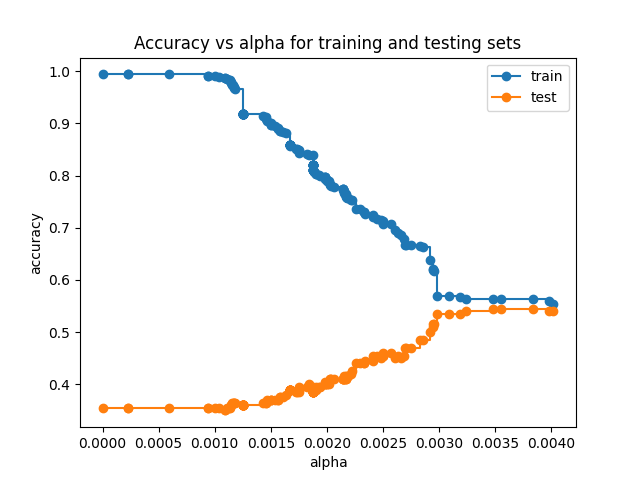 Accuracy vs alpha for training and testing sets
train
test
accuracy
1.0
0.9
0.8
0.7
0.6
0.5
0.4
0.0000 0.0005 0.0010 0.0015 0.0020 0.0025 0.0030 0.0035 0.0040
alpha